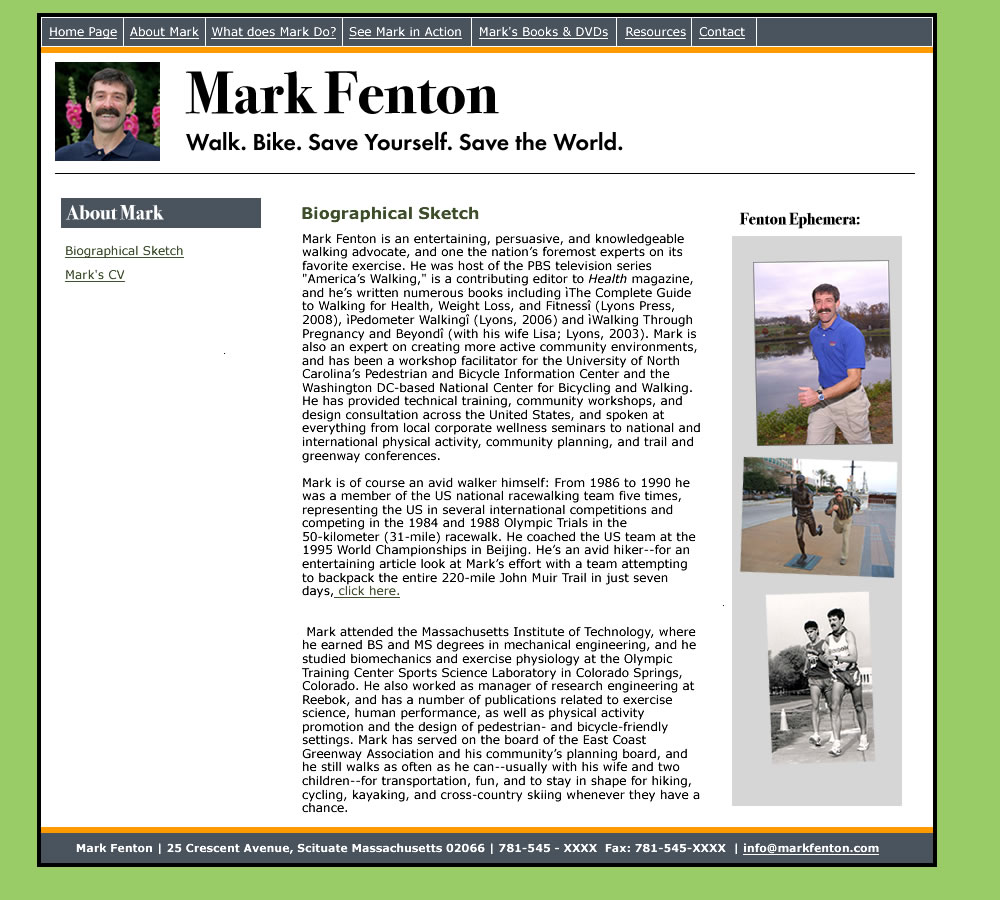 Home Page About Mark What does Mark Do? See Mark in Action Mark's Books & DVDs Resources Contact
Mark Fenton
Walk. Bike. Save Yourself. Save the World.
About Mark
Biographical Sketch
Mark's CV
Biographical Sketch
Mark Fenton is an entertaining, persuasive, and knowledgeable
walking advocate, and one the nation’s foremost experts on its
favorite exercise. He was host of the PBS television series
"America’s Walking," is a contributing editor to Health magazine,
and he’s written numerous books including ìThe Complete Guide
to Walking for Health, Weight Loss, and Fitnessî (Lyons Press,
2008), ìPedometer Walkingî (Lyons, 2006) and ìWalking Through
Pregnancy and Beyondî (with his wife Lisa; Lyons, 2003). Mark is
also an expert on creating more active community environments,
and has been a workshop facilitator for the University of North
Carolina’s Pedestrian and Bicycle Information Center and the
Washington DC-based National Center for Bicycling and Walking.
He has provided technical training, community workshops, and
design consultation across the United States, and spoken at
everything from local corporate wellness seminars to national and
international physical activity, community planning, and trail and
greenway conferences.
Mark is of course an avid walker himself: From 1986 to 1990 he
was a member of the US national racewalking team five times,
representing the US in several international competitions and
competing in the 1984 and 1988 Olympic Trials in the
50-kilometer (31-mile) racewalk. He coached the US team at the
1995 World Championships in Beijing. He’s an avid hiker--for an
entertaining article look at Mark’s effort with a team attempting
to backpack the entire 220-mile John Muir Trail in just seven
days, click here.
Mark attended the Massachusetts Institute of Technology, where
he earned BS and MS degrees in mechanical engineering, and he
studied biomechanics and exercise physiology at the Olympic
Training Center Sports Science Laboratory in Colorado Springs,
Colorado. He also worked as manager of research engineering at
Reebok, and has a number of publications related to exercise
science, human performance, as well as physical activity
promotion and the design of pedestrian- and bicycle-friendly
settings. Mark has served on the board of the East Coast
Greenway Association and his community’s planning board, and
he still walks as often as he can--usually with his wife and two
children--for transportation, fun, and to stay in shape for hiking,
cycling, kayaking, and cross-country skiing whenever they have a
chance.
Fenton Ephemera:
Mark Fenton | 25 Crescent Avenue, Scituate Massachusetts 02066 | 781-545 - XXXX Fax: 781-545-XXXX | info@markfenton.com